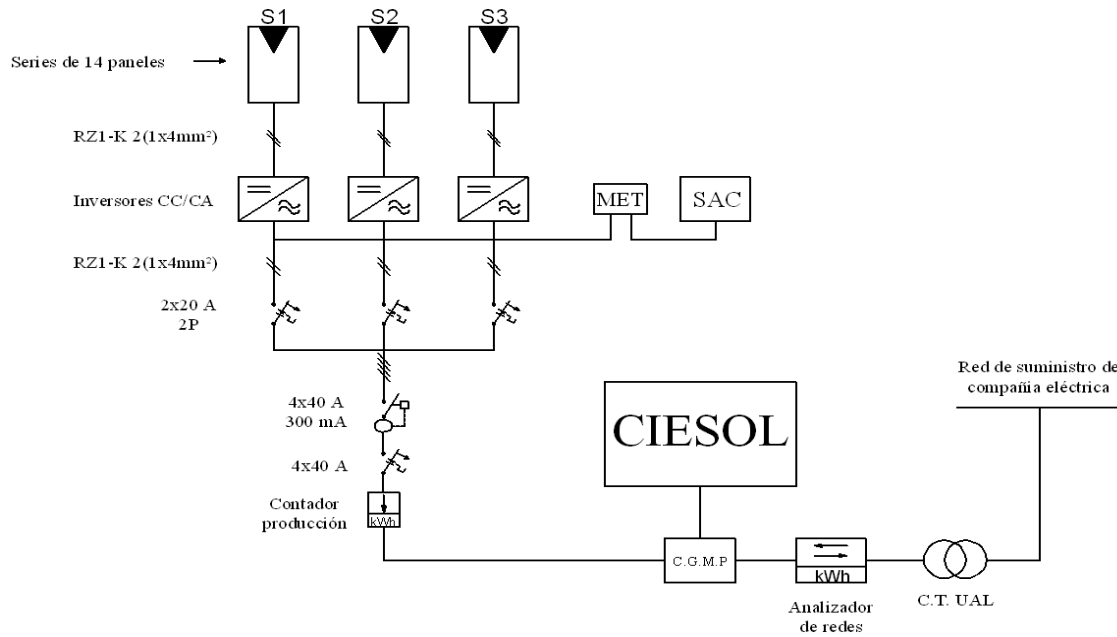 S1
S2
S3
Series de 14 paneles
RZ1-K 2(1x4mm²)
Inversores CC/CA
MET
SAC
RZ1-K 2(1x4mm²)
2x20 A
2P
4x40 A
300 mA
4x40 A
Contador
producción
kWh
CIESOL
C.G.M.P
kWh
Analizador
de redes
C.T. UAL
Red de suministro de
compañia eléctrica